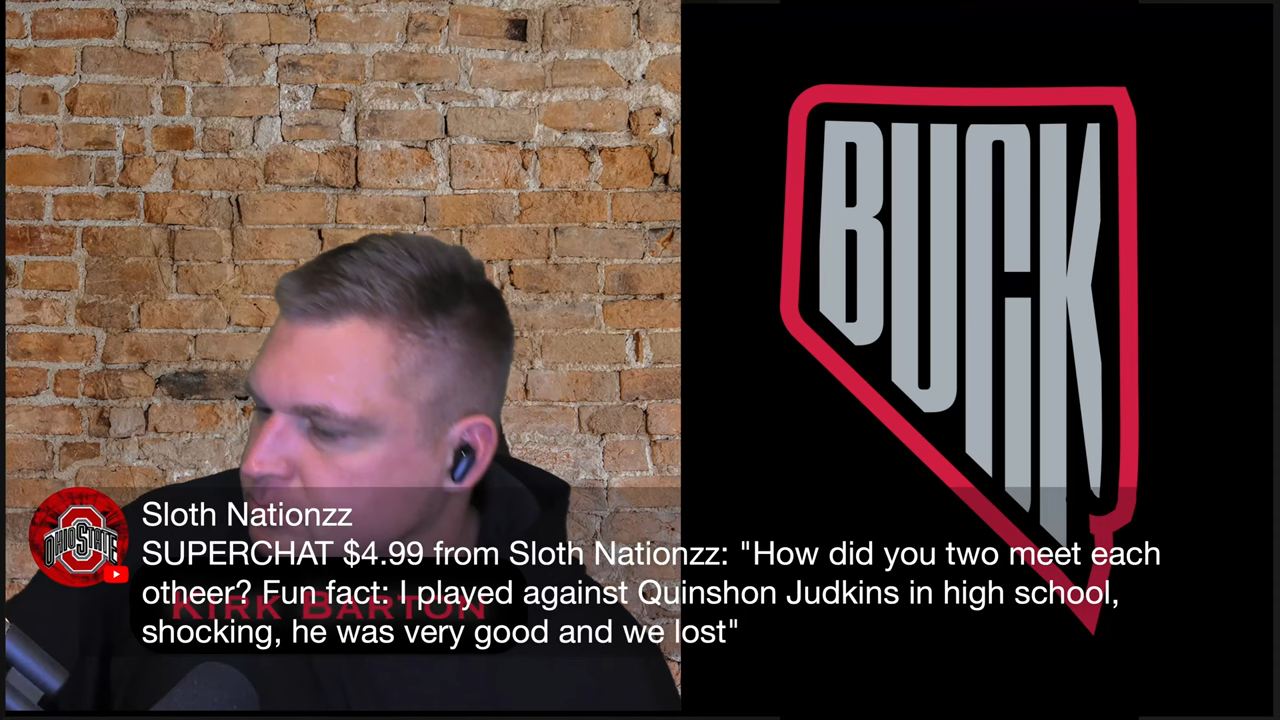 BUCK
OHIO STATE
Sloth Nationzz
SUPERCHAT $4.99 from Sloth Nationzz: "How did you two meet each
otheer? Fun fact: I played against Quinshon Judkins in high school,
shocking, he was very good and we lost"
KIRK BARTON